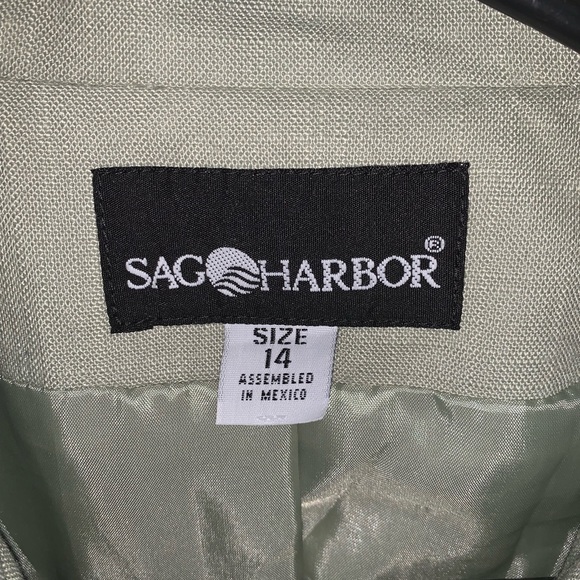 SAG HARBOR®
SIZE
14
ASSEMBLED
IN MEXICO